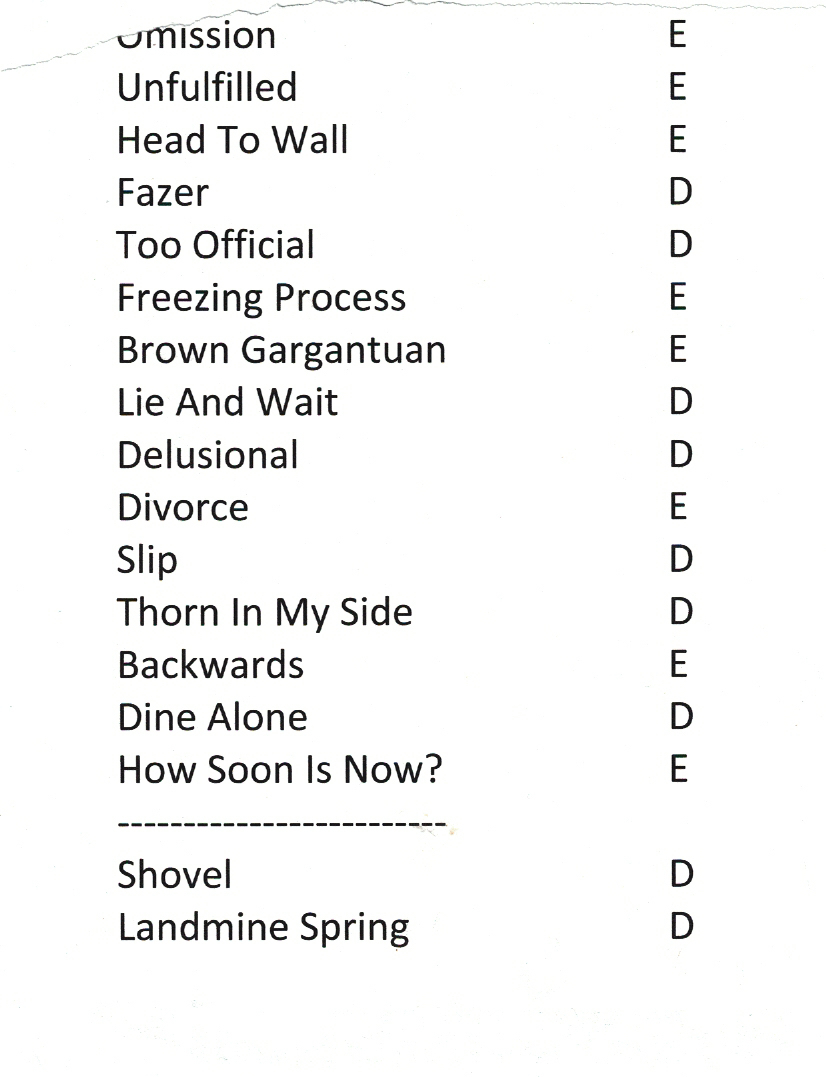 Omission E
Unfulfilled E
Head To Wall E
Fazer D
Too Official D
Freezing Process E
Brown Gargantuan E
Lie And Wait D
Delusional D
Divorce E
Slip D
Thorn In My Side D
Backwards E
Dine Alone D
How Soon Is Now? E
-------------------------
Shovel D
Landmine Spring D